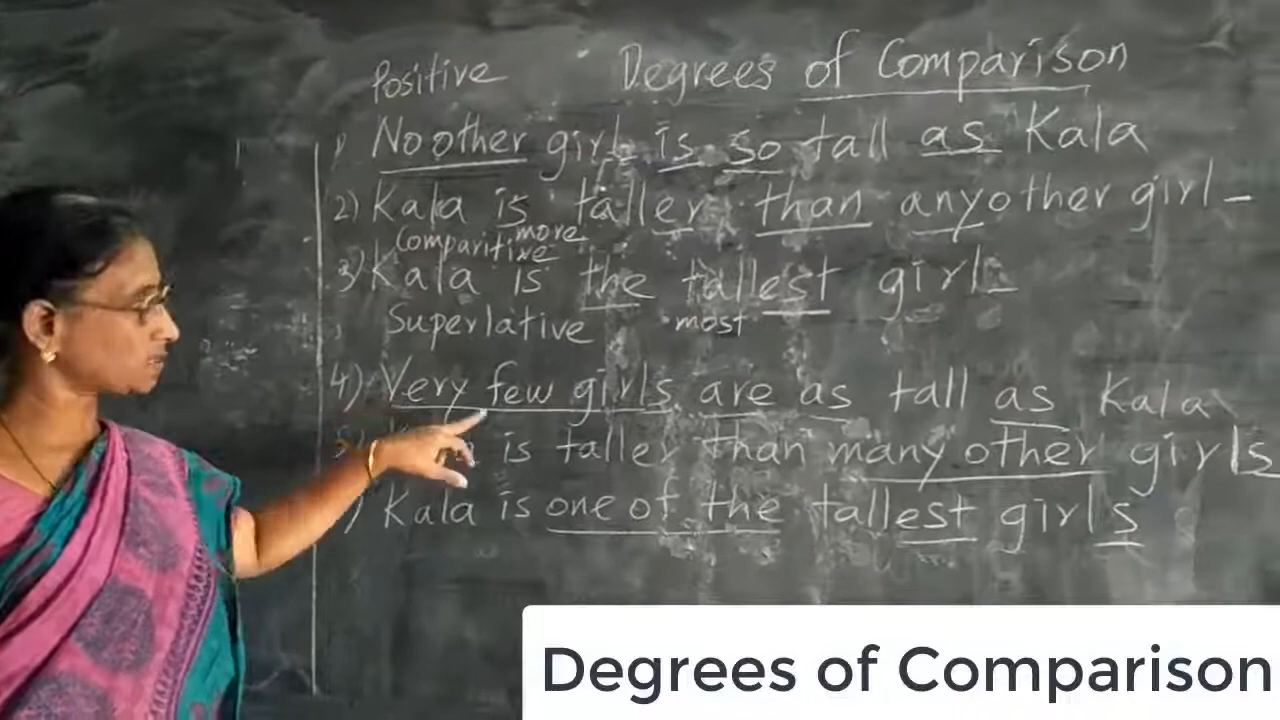 Positive Degrees of Comparison
1) No other girl is so tall as Kala
2) Kala is taller than anyother girl
Comparitive more
3) Kala is the tallest girl
Superlative most
4) Very few girls are as tall as Kala
is taller than many other girls
) Kala is one of the tallest girls
Degrees of Comparison